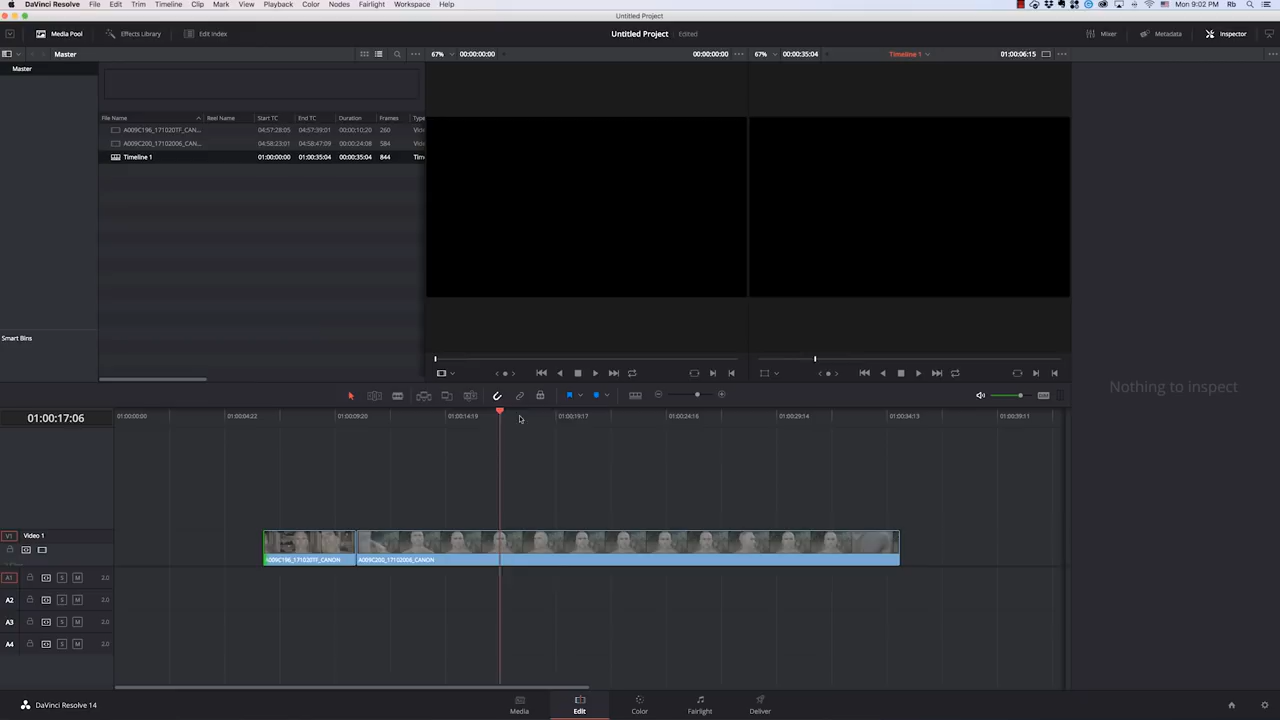 DaVinci Resolve File Edit Trim Timeline Clip Mark View Playback Color Nodes Fairlight Workspace Help Mon 9:02 PM Rb
Untitled Project
Media Pool Effects Library Edit Index Untitled Project Edited Mixer Metadata Inspector
Master 67% 00:00:00:00 00:00:00:00 67% 00:00:35:04 Timeline 1 01:00:06:15
Master
File Name Reel Name Start TC End TC Duration Frames Type
A009C196_171020TF_CAN... 04:57:28:05 04:57:39:01 00:00:10:20 260 Vide
A009C200_17102006_CAN... 04:58:23:01 04:58:47:09 00:00:24:08 584 Vide
Timeline 1 01:00:00:00 01:00:35:04 00:00:35:04 844 Tim
Smart Bins
Nothing to inspect
01:00:17:06 01:00:00:00 01:00:04:22 01:00:09:20 01:00:14:19 01:00:19:17 01:00:24:16 01:00:29:14 01:00:34:13 01:00:39:11
V1 Video 1
A009C196_171020TF_CANON A009C200_17102006_CANON
A1 S M 2.0
A2 S M 2.0
A3 S M 2.0
A4 S M 2.0
DaVinci Resolve 14 Media Edit Color Fairlight Deliver